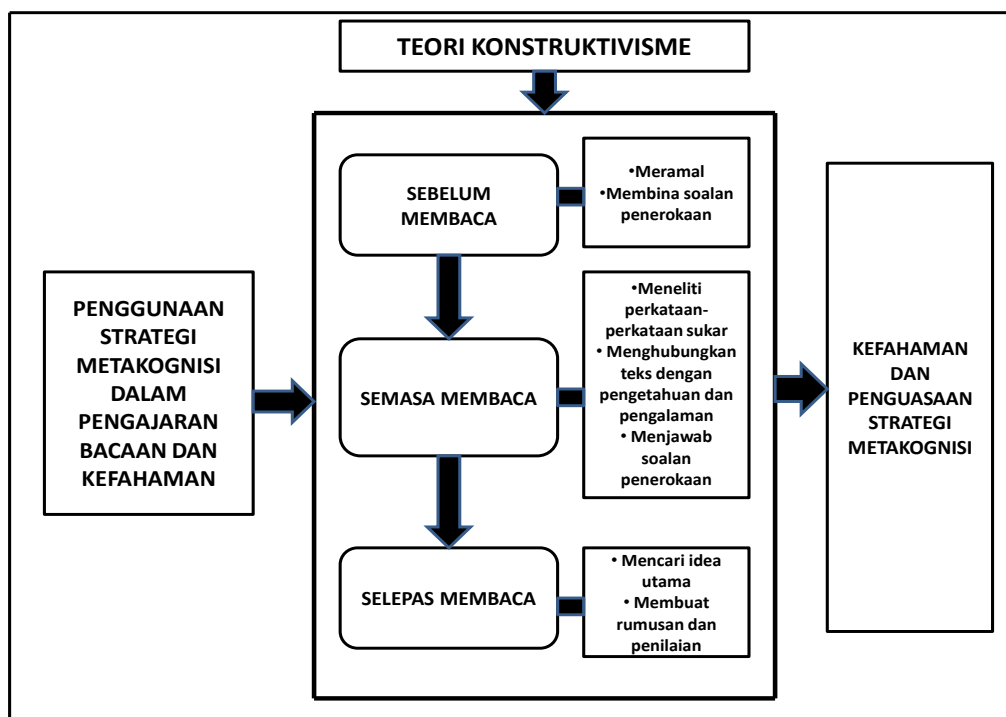 TEORI KONSTRUKTIVISME
SEBELUM
MEMBACA
•Meramal
•Membina soalan
penerokaan
PENGGUNAAN
STRATEGI
METAKOGNISI
DALAM
PENGAJARAN
BACAAN DAN
KEFAHAMAN
SEMASA MEMBACA
•Meneliti
perkataan-
perkataan sukar
• Menghubungkan
teks dengan
pengetahuan dan
pengalaman
• Menjawab
soalan
penerokaan
SELEPAS MEMBACA
• Mencari idea
utama
• Membuat
rumusan dan
penilaian
KEFAHAMAN
DAN
PENGUASAAN
STRATEGI
METAKOGNISI